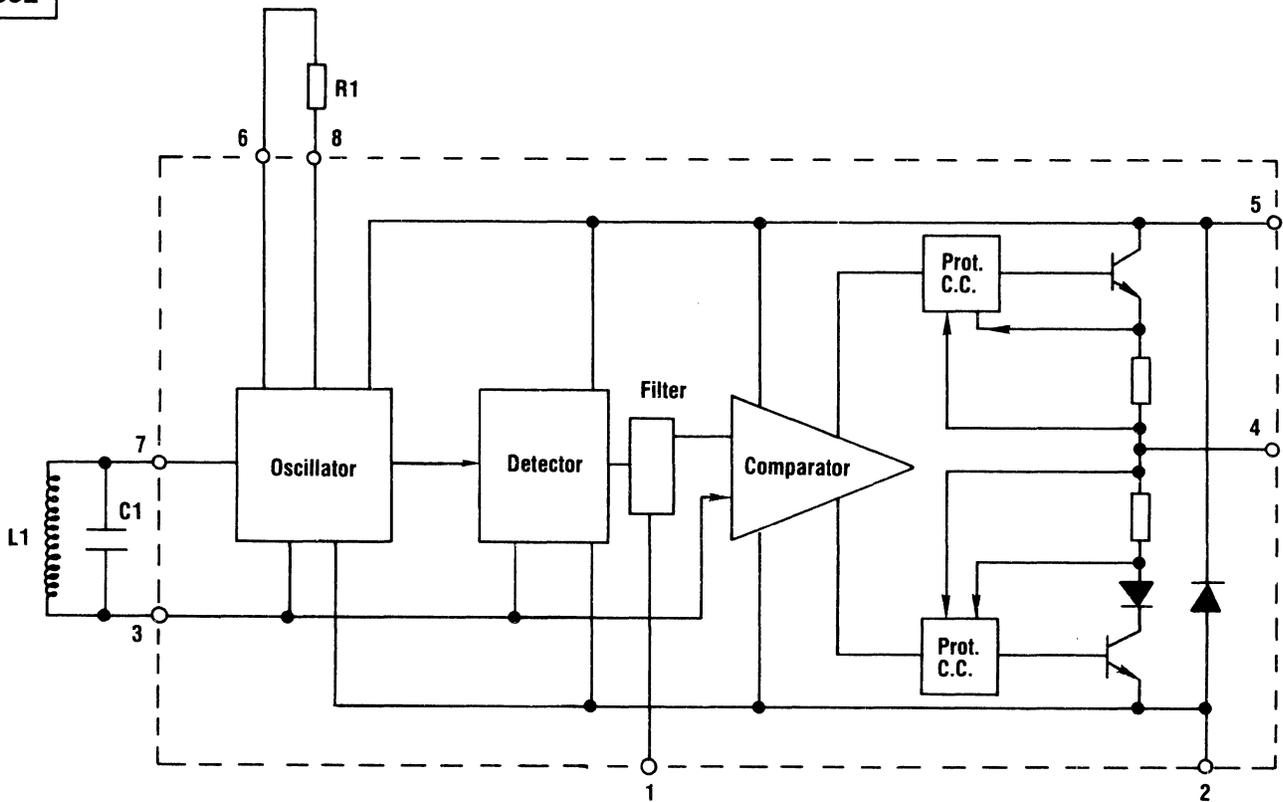 R1
6
8
5
Prot.
C.C.
Filter
4
7
Oscillator
Detector
Comparator
L1
C1
3
Prot.
C.C.
1
2